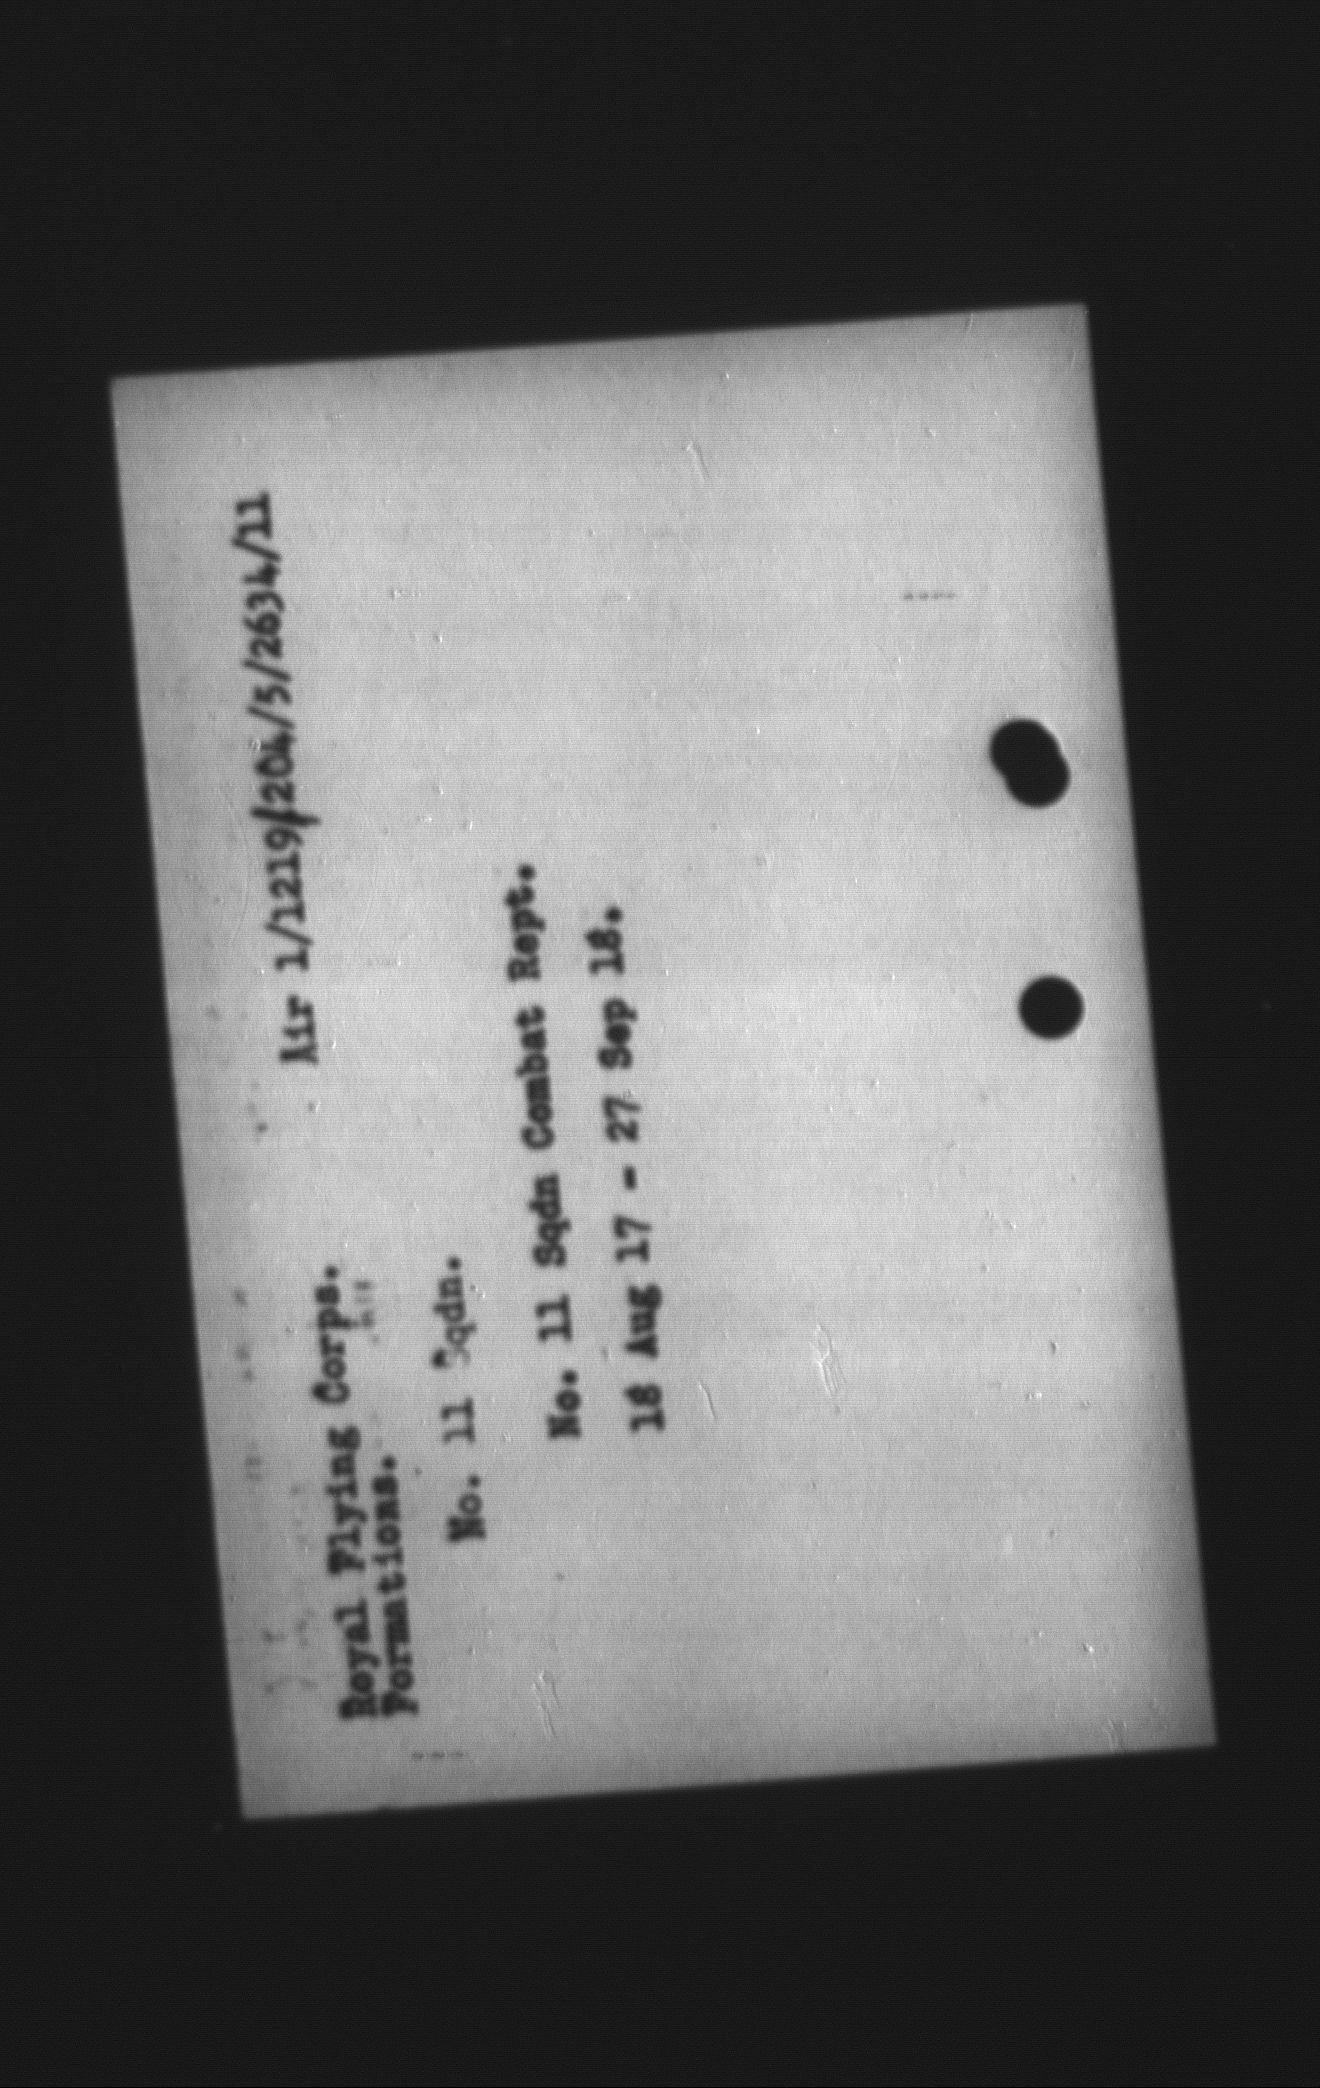 Air 1/1219/204/5/2634/11
Royal Flying Corps.
Formations.
No. 11 Sqdn.
No. 11 Sqdn Combat Rept.
18 Aug 17 - 27 Sep 18.